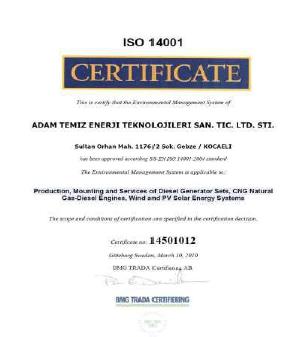 ISO 14001
CERTIFICATE
This is certify that the Environmental Management System of
ADAM TEMIZ ENERJI TEKNOLOJILERI SAN. TIC. LTD. STI.
Sultan Orhan Mah. 1176/2 Sok. Gebze / KOCAELI
has been approved according SS-EN ISO 14001:2004 standard
The Environmental Management System is applicable to:
Production, Mounting and Services of Diesel Generator Sets, CNG Natural
Gas-Diesel Engines, Wind and PV Solar Energy Systems
The scope and conditions of certification are specified in the certification decision.
Certificate no: 14501012
Göteborg Sweden, March 10, 2010
BMG TRADA Certifiering AB
BMG TRADA CERTIFIERING